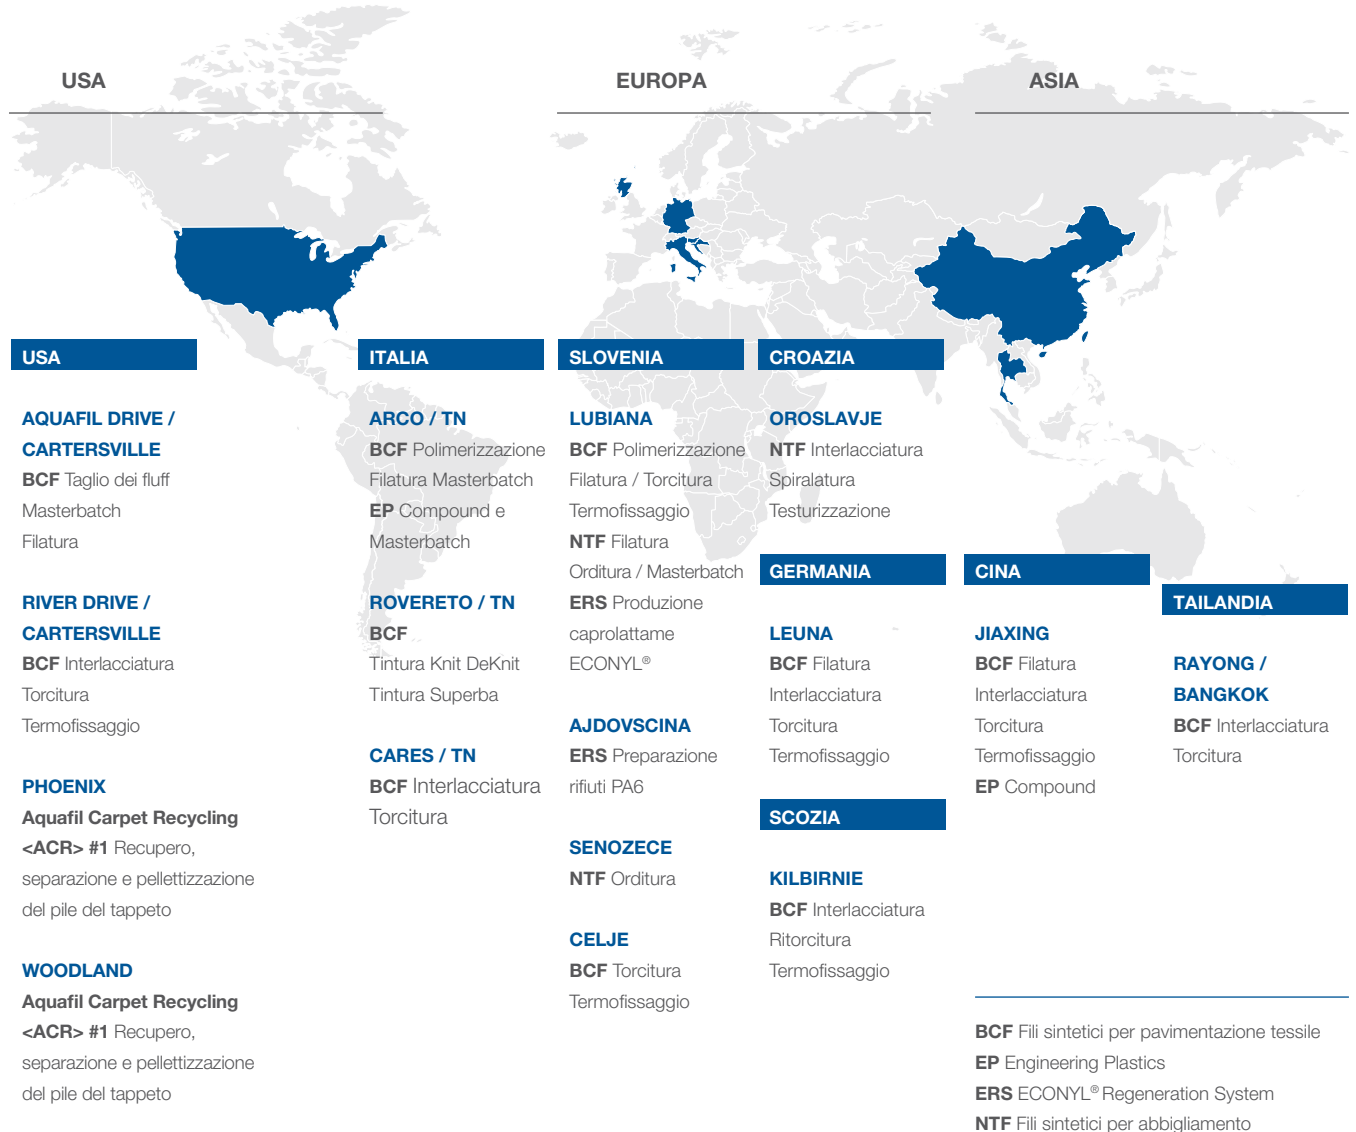 USA
EUROPA
ASIA
USA
AQUAFIL DRIVE /
CARTERSVILLE
BCF Taglio dei fluff
Masterbatch
Filatura
RIVER DRIVE /
CARTERSVILLE
BCF Interlacciatura
Torcitura
Termofissaggio
PHOENIX
Aquafil Carpet Recycling
<ACR> #1 Recupero,
separazione e pellettizzazione
del pile del tappeto
WOODLAND
Aquafil Carpet Recycling
<ACR> #1 Recupero,
separazione e pellettizzazione
del pile del tappeto
ITALIA
ARCO / TN
BCF Polimerizzazione
Filatura Masterbatch
EP Compound e
Masterbatch
ROVERETO / TN
BCF
Tintura Knit DeKnit
Tintura Superba
CARES / TN
BCF Interlacciatura
Torcitura
SLOVENIA
LUBIANA
BCF Polimerizzazione
Filatura / Torcitura
Termofissaggio
NTF Filatura
Orditura / Masterbatch
ERS Produzione
caprolattame
ECONYL®
AJDOVSCINA
ERS Preparazione
rifiuti PA6
SENOZECE
NTF Orditura
CELJE
BCF Torcitura
Termofissaggio
CROAZIA
OROSLAVJE
NTF Interlacciatura
Spiralatura
Testurizzazione
GERMANIA
LEUNA
BCF Filatura
Interlacciatura
Torcitura
Termofissaggio
SCOZIA
KILBIRNIE
BCF Interlacciatura
Ritorcitura
Termofissaggio
CINA
JIAXING
BCF Filatura
Interlacciatura
Torcitura
Termofissaggio
EP Compound
TAILANDIA
RAYONG /
BANGKOK
BCF Interlacciatura
Torcitura
BCF Fili sintetici per pavimentazione tessile
EP Engineering Plastics
ERS ECONYL® Regeneration System
NTF Fili sintetici per abbigliamento